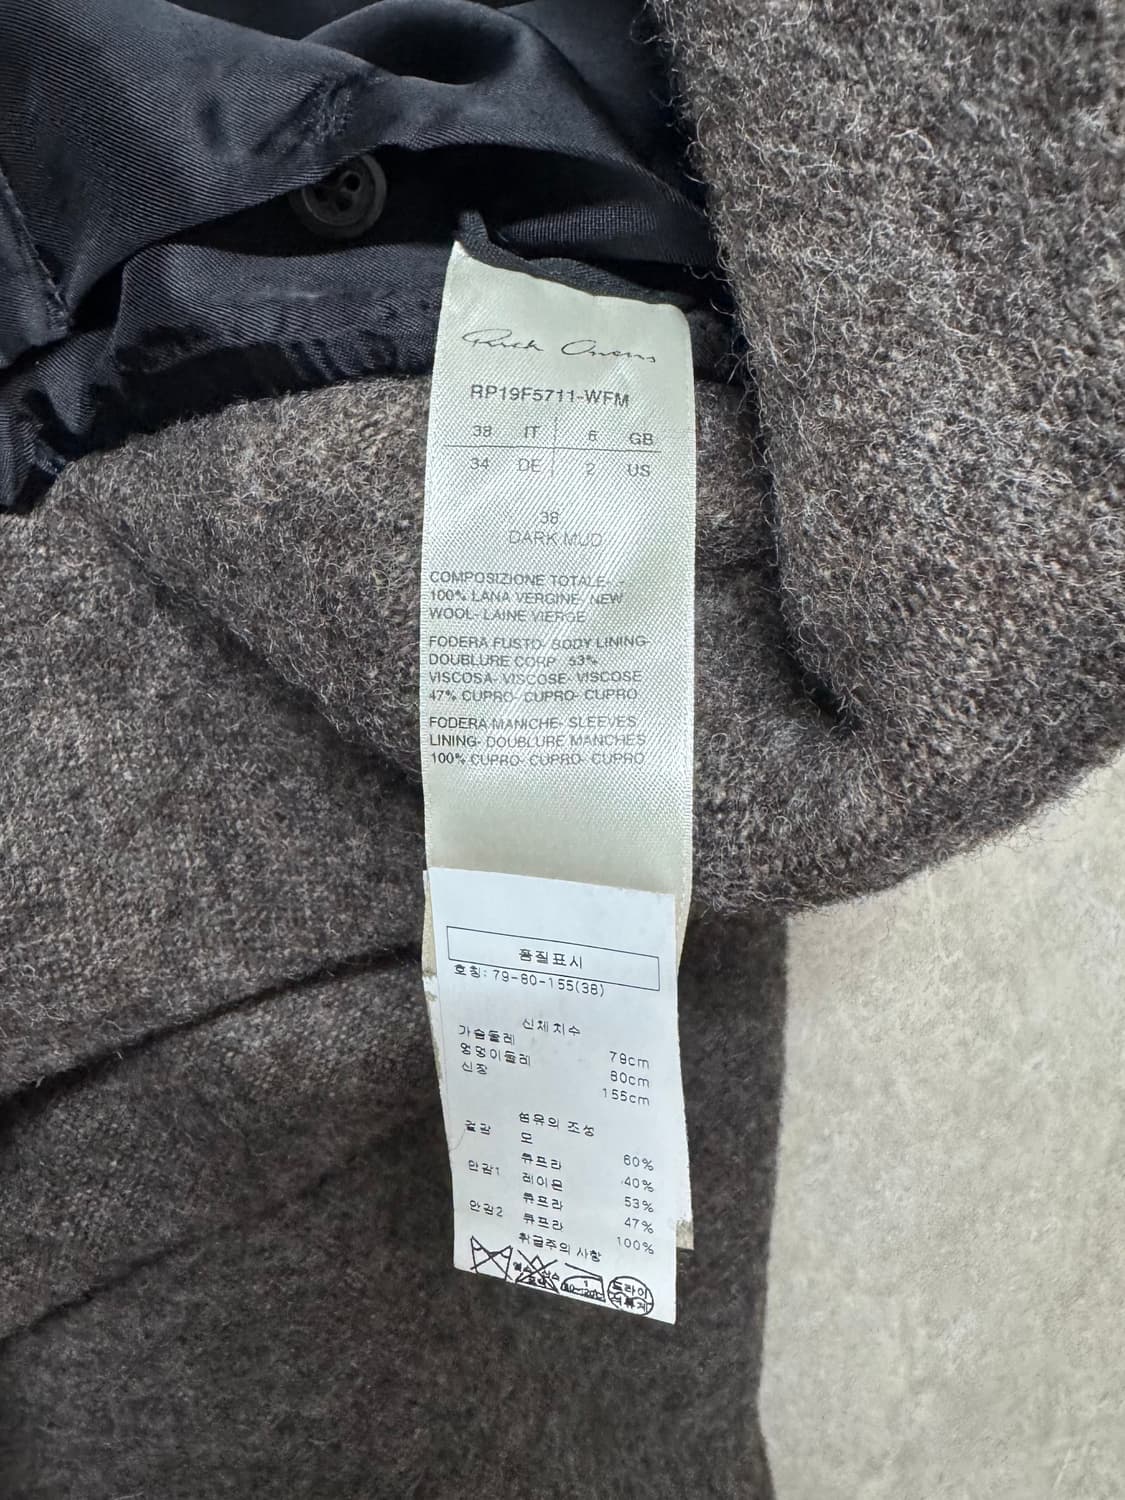 Rick Owens
RP19F5711-WFM
38 IT 6 GB
34 DE 2 US
38
DARK MUD
COMPOSIZIONE TOTALE- -
100% LANA VERGINE- NEW
WOOL- LAINE VIERGE
FODERA FUSTO- BODY LINING-
DOUBLURE CORP 53%
VISCOSA- VISCOSE- VISCOSE
47% CUPRO- CUPRO- CUPRO
FODERA MANICHE- SLEEVES
LINING- DOUBLURE MANCHES
100% CUPRO- CUPRO- CUPRO
품질표시
호칭: 79-80-155(38)
신체치수
가슴둘레 79cm
엉덩이둘레 80cm
신장 155cm
섬유의 조성
겉감 모 60%
큐프라 40%
안감1 레이온 53%
큐프라 47%
안감2 큐프라 100%
취급주의 사항
드라이